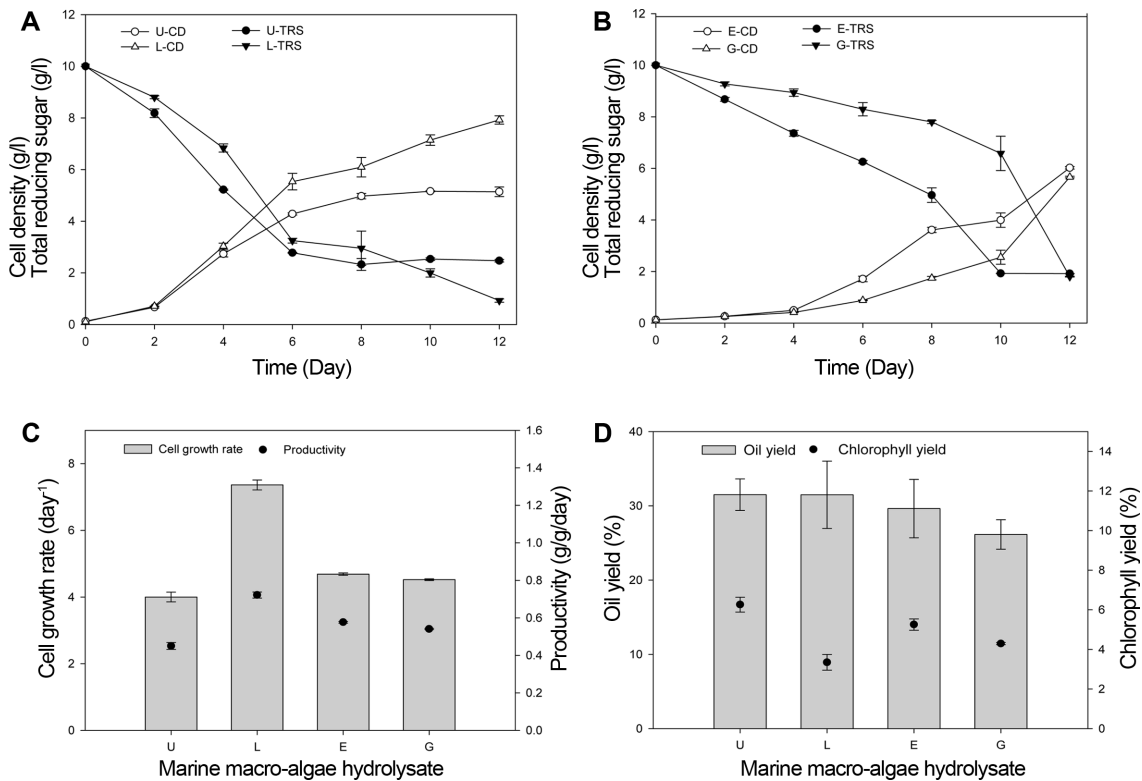 A
U-CD
U-TRS
L-CD
L-TRS
Cell density (g/l)
Total reducing sugar (g/l)
12
10
8
6
4
2
0
0 2 4 6 8 10 12
Time (Day)
B
E-CD
E-TRS
G-CD
G-TRS
Cell density (g/l)
Total reducing sugar (g/l)
12
10
8
6
4
2
0
0 2 4 6 8 10 12
Time (Day)
C
Cell growth rate
Productivity
Cell growth rate (day⁻¹)
8
6
4
2
0
1.6
1.4
1.2
1.0
0.8
0.6
0.4
0.2
0.0
Productivity (g/g/day)
U L E G
Marine macro-algae hydrolysate
D
Oil yield
Chlorophyll yield
Oil yield (%)
40
30
20
10
0
14
12
10
8
6
4
2
0
Chlorophyll yield (%)
U L E G
Marine macro-algae hydrolysate